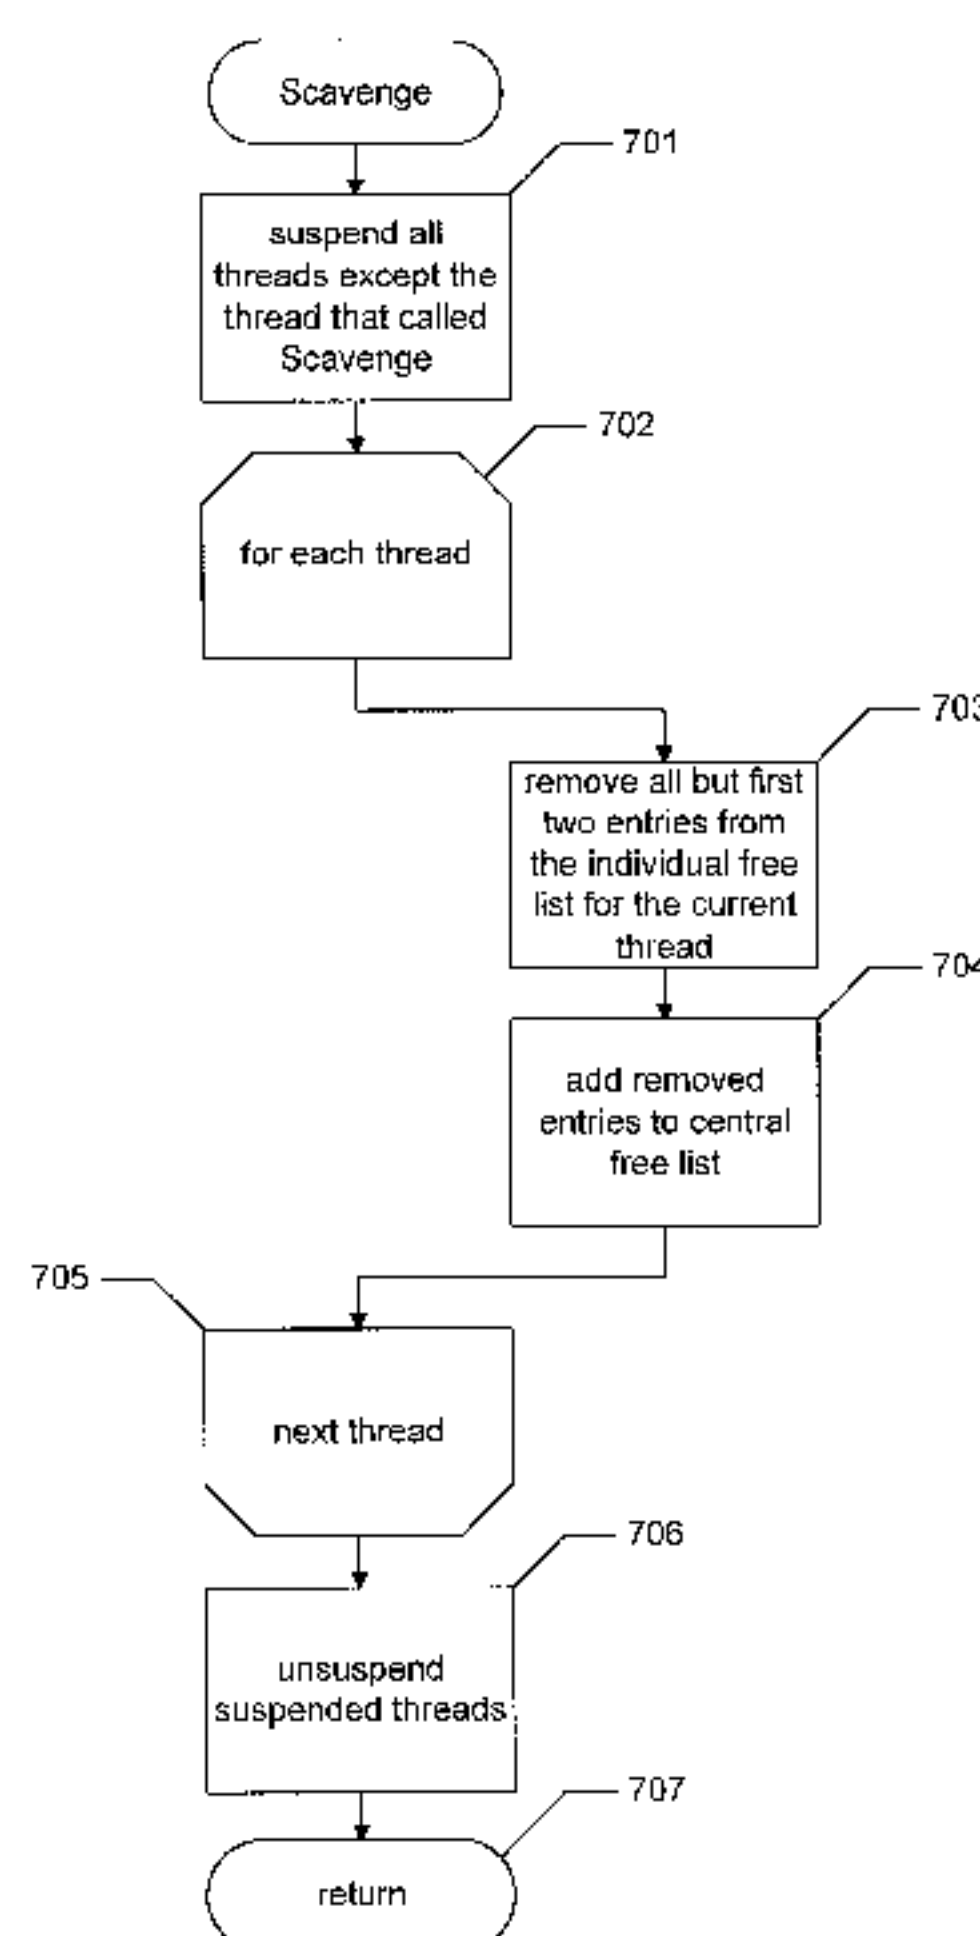 Scavenge
701
suspend all
threads except the
thread that called
Scavenge
702
for each thread
703
remove all but first
two entries from
the individual free
list for the current
thread
704
add removed
entries to central
free list
705
next thread
706
unsuspend
suspended threads
707
return